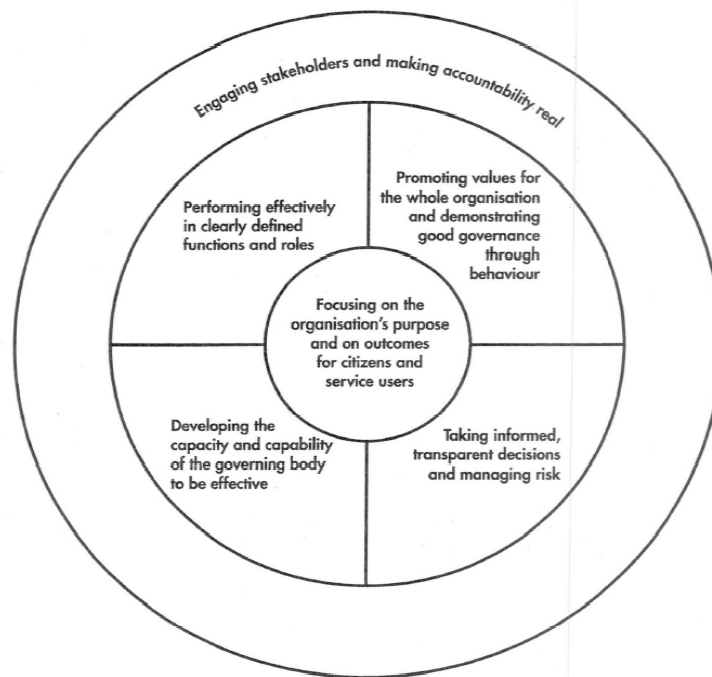 Engaging stakeholders and making accountability real
Performing effectively
in clearly defined
functions and roles
Promoting values for
the whole organisation
and demonstrating
good governance
through
behaviour
Focusing on the
organisation's purpose
and on outcomes
for citizens and
service users
Developing the
capacity and capability
of the governing body
to be effective
Taking informed,
transparent decisions
and managing risk